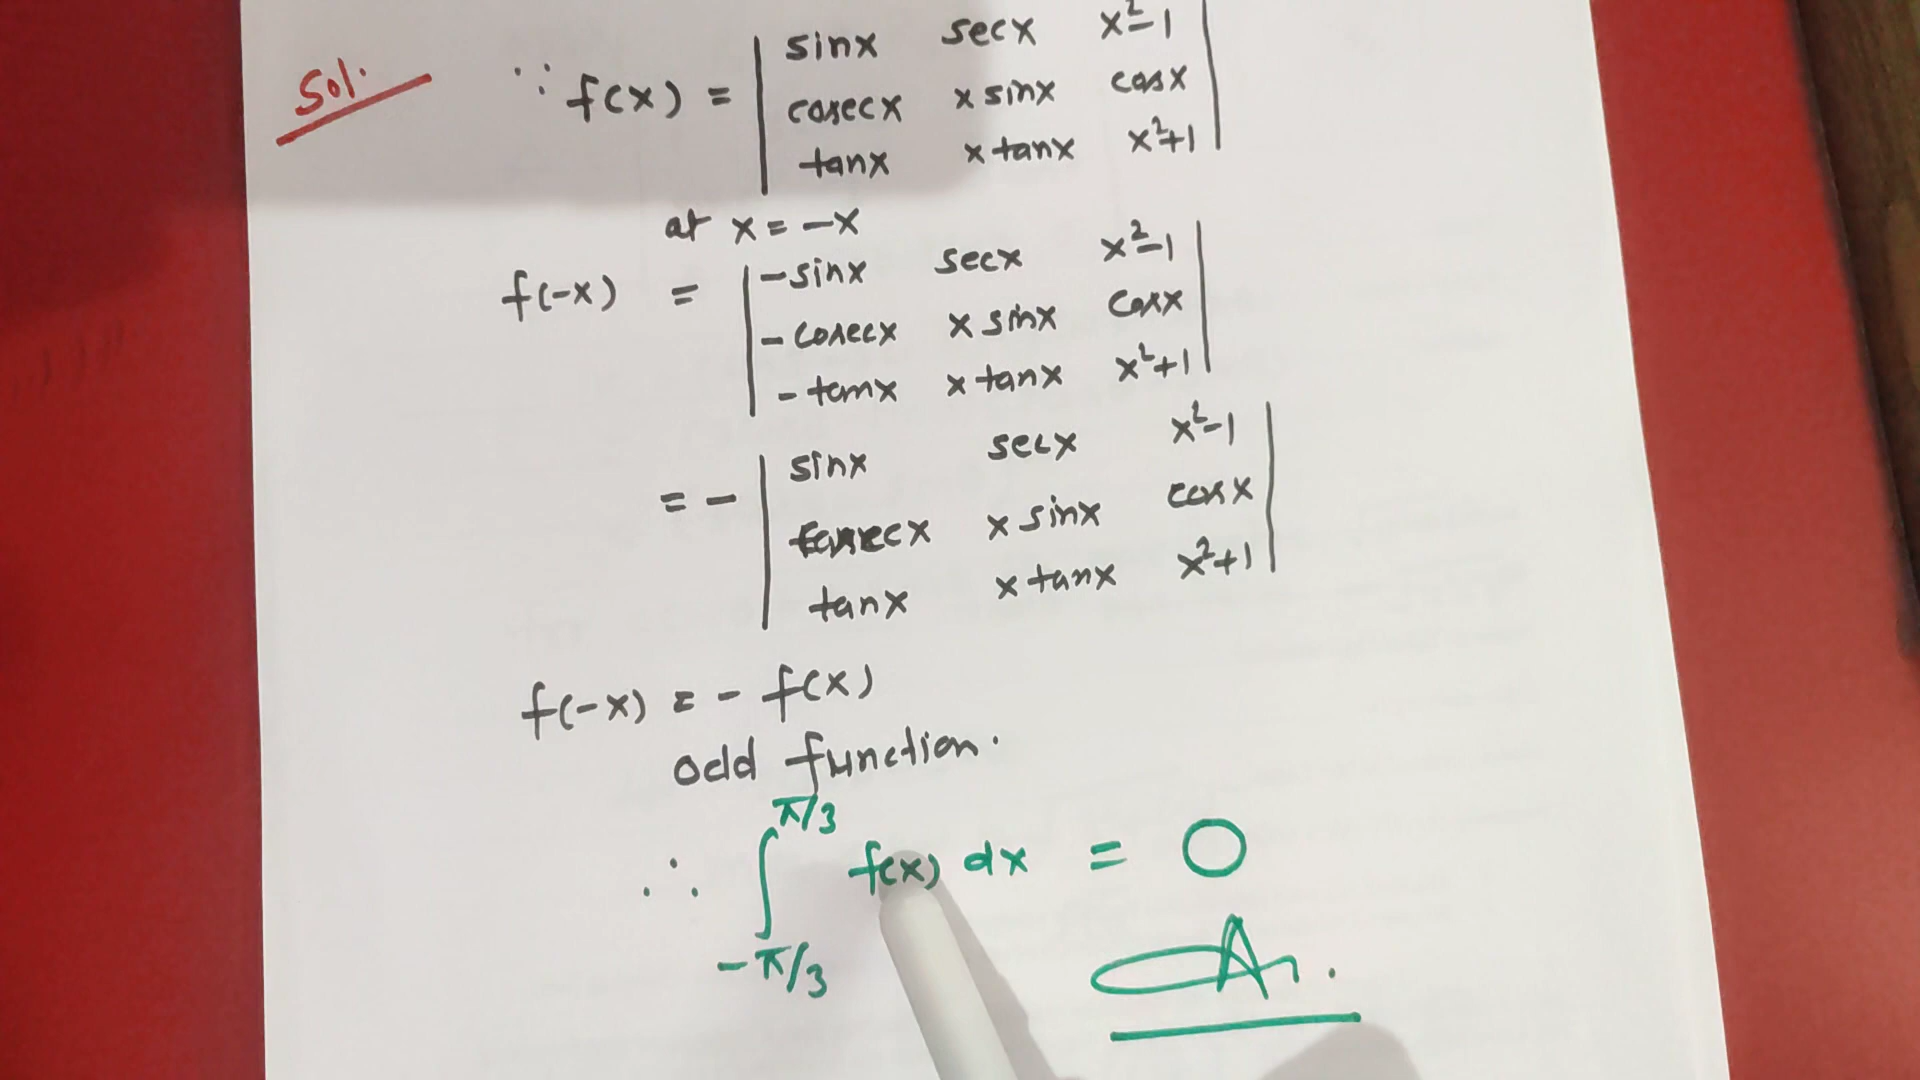 Sol.
∵ f(x) = | sinx secx x²-1 |
| cosecx x sinx cosx |
| tanx x tanx x²+1 |
at x = -x
f(-x) = | -sinx secx x²-1 |
| -cosecx x sinx cosx |
| -tanx x tanx x²+1 |
= - | sinx secx x²-1 |
| cosecx x sinx cosx |
| tanx x tanx x²+1 |
f(-x) = - f(x)
odd function.
∴ ∫_{-π/3}^{π/3} f(x) dx = 0